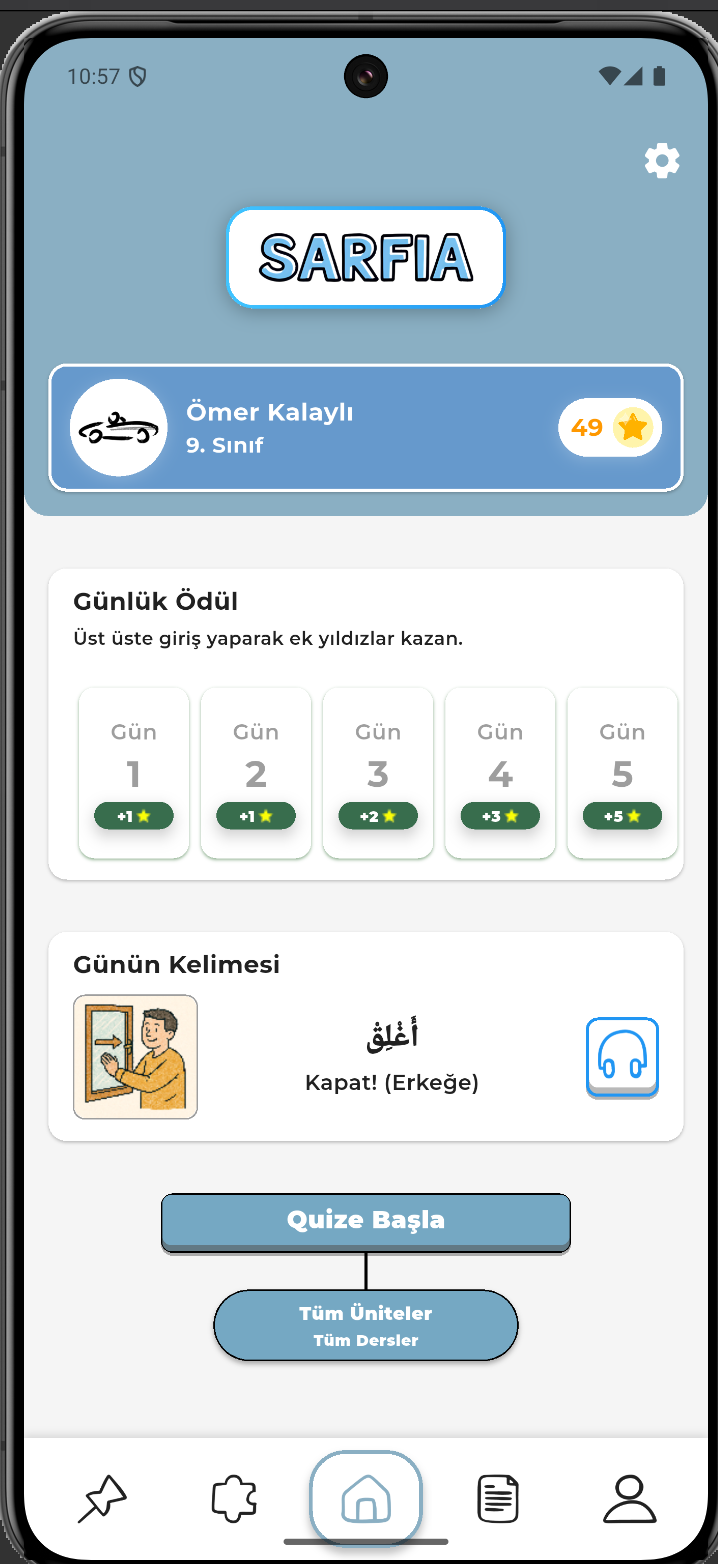 10:57
SARFIA
Ömer Kalaylı
9. Sınıf
49
Günlük Ödül
Üst üste giriş yaparak ek yıldızlar kazan.
Gün
1
+1
Gün
2
+1
Gün
3
+2
Gün
4
+3
Gün
5
+5
Günün Kelimesi
أَغْلِقْ
Kapat! (Erkeğe)
Quize Başla
Tüm Üniteler
Tüm Dersler